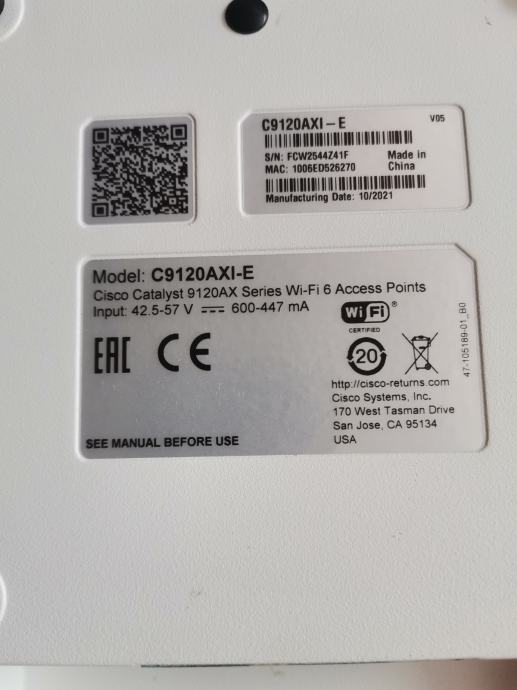 C9120AXI-E V05
S/N: FCW2544Z41F Made in
MAC: 1006ED526270 China
Manufacturing Date: 10/2021
Model: C9120AXI-E
Cisco Catalyst 9120AX Series Wi-Fi 6 Access Points
Input: 42.5-57 V ⎓ 600-447 mA
Wi Fi ®
CERTIFIED
EAC CE
20
http://cisco-returns.com
Cisco Systems, Inc.
170 West Tasman Drive
San Jose, CA 95134
USA
SEE MANUAL BEFORE USE
47-105189-01_B0